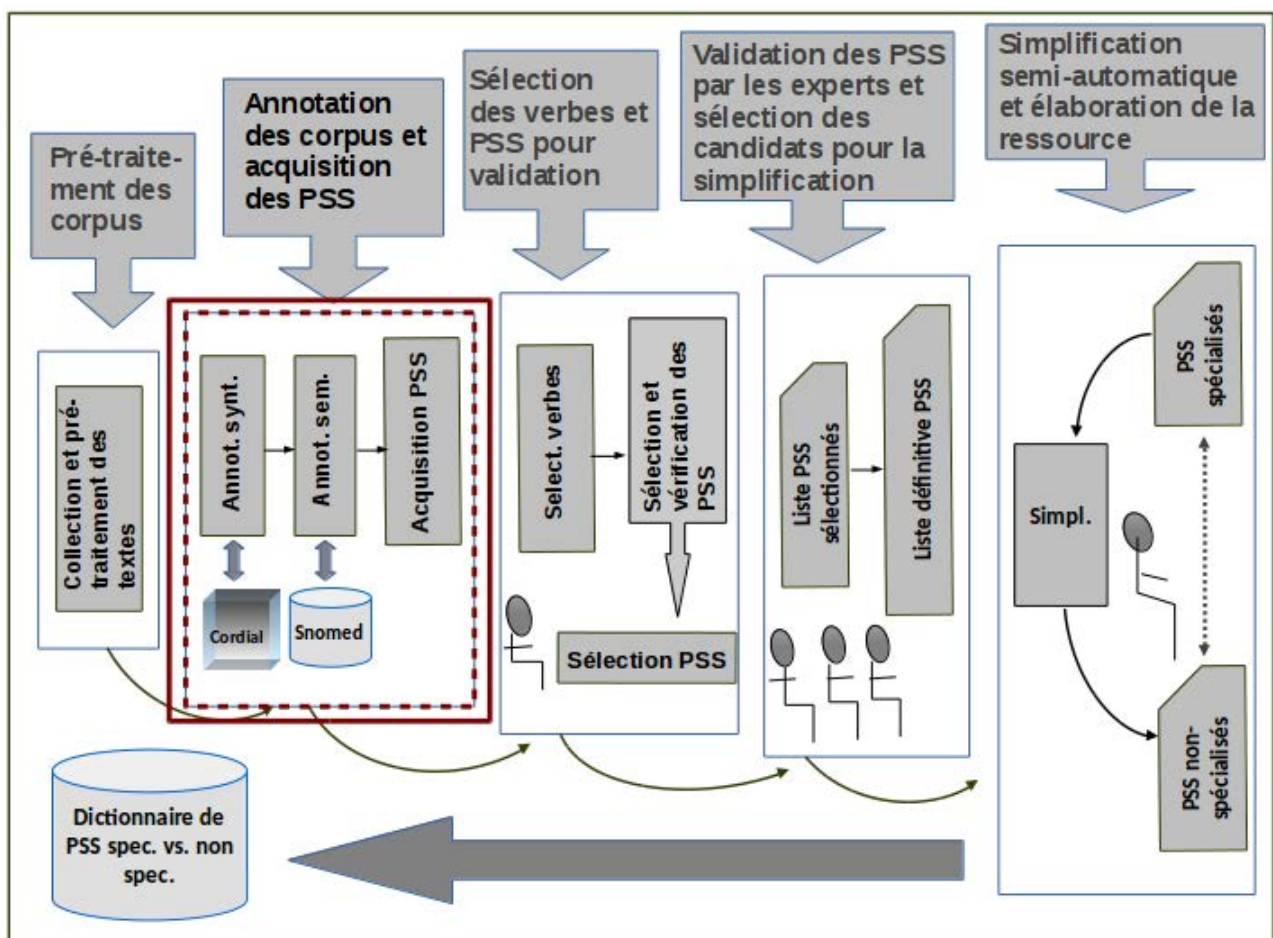 Pré-traite-
ment des
corpus
Annotation
des corpus et
acquisition
des PSS
Sélection
des verbes et
PSS pour
validation
Validation des PSS
par les experts et
sélection des
candidats pour la
simplification
Simplification
semi-automatique
et élaboration de la
ressource
Collection et pré-
traitement des
textes
Annot. synt.
Annot. sem.
Acquisition PSS
Cordial
Snomed
Select. verbes
Sélection et
vérification des
PSS
Sélection PSS
Liste PSS
sélectionnés
Liste définitive PSS
PSS
spécialisés
Simpl.
PSS non-
spécialisés
Dictionnaire de
PSS spec. vs. non
spec.